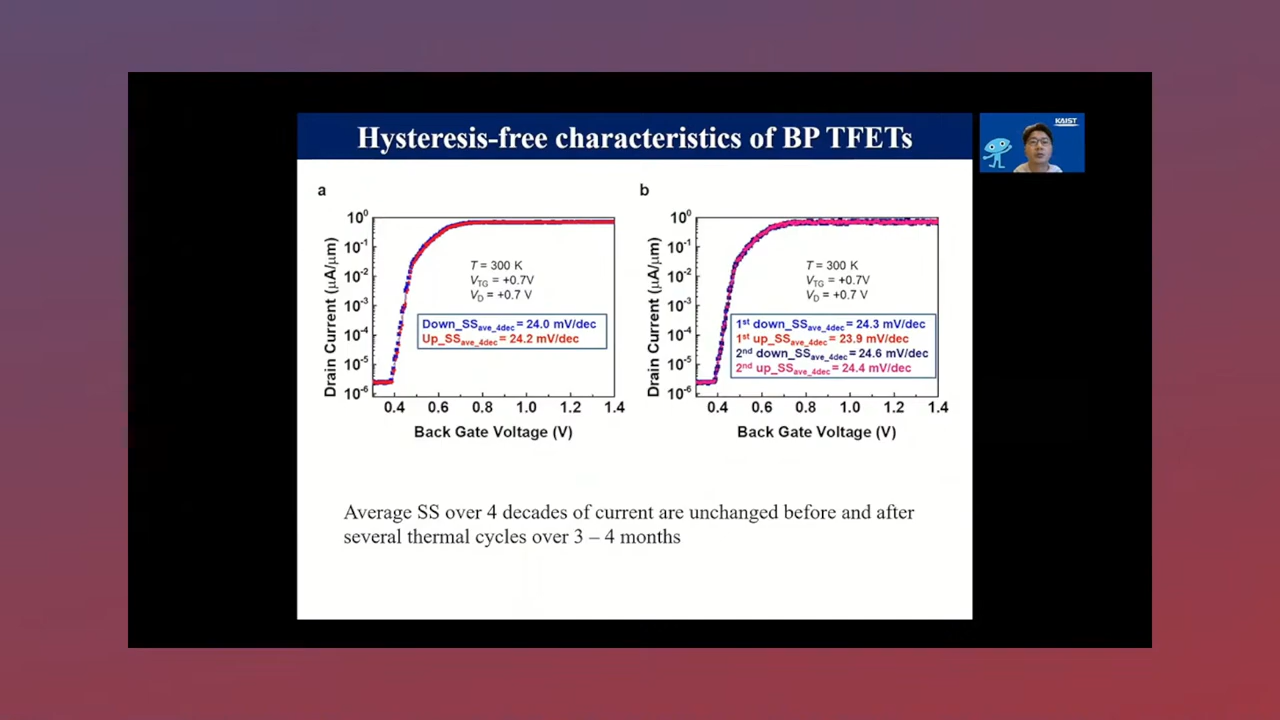 Hysteresis-free characteristics of BP TFETs
KAIST
a
10⁰
10⁻¹
10⁻²
10⁻³
10⁻⁴
10⁻⁵
10⁻⁶
Drain Current (μA/μm)
T = 300 K
V_TG = +0.7V
V_D = +0.7 V
Down_SS_ave_4dec = 24.0 mV/dec
Up_SS_ave_4dec = 24.2 mV/dec
0.4 0.6 0.8 1.0 1.2 1.4
Back Gate Voltage (V)
b
10⁰
10⁻¹
10⁻²
10⁻³
10⁻⁴
10⁻⁵
10⁻⁶
Drain Current (μA/μm)
T = 300 K
V_TG = +0.7V
V_D = +0.7 V
1st down_SS_ave_4dec = 24.3 mV/dec
1st up_SS_ave_4dec = 23.9 mV/dec
2nd down_SS_ave_4dec = 24.6 mV/dec
2nd up_SS_ave_4dec = 24.4 mV/dec
0.4 0.6 0.8 1.0 1.2 1.4
Back Gate Voltage (V)
Average SS over 4 decades of current are unchanged before and after
several thermal cycles over 3 – 4 months